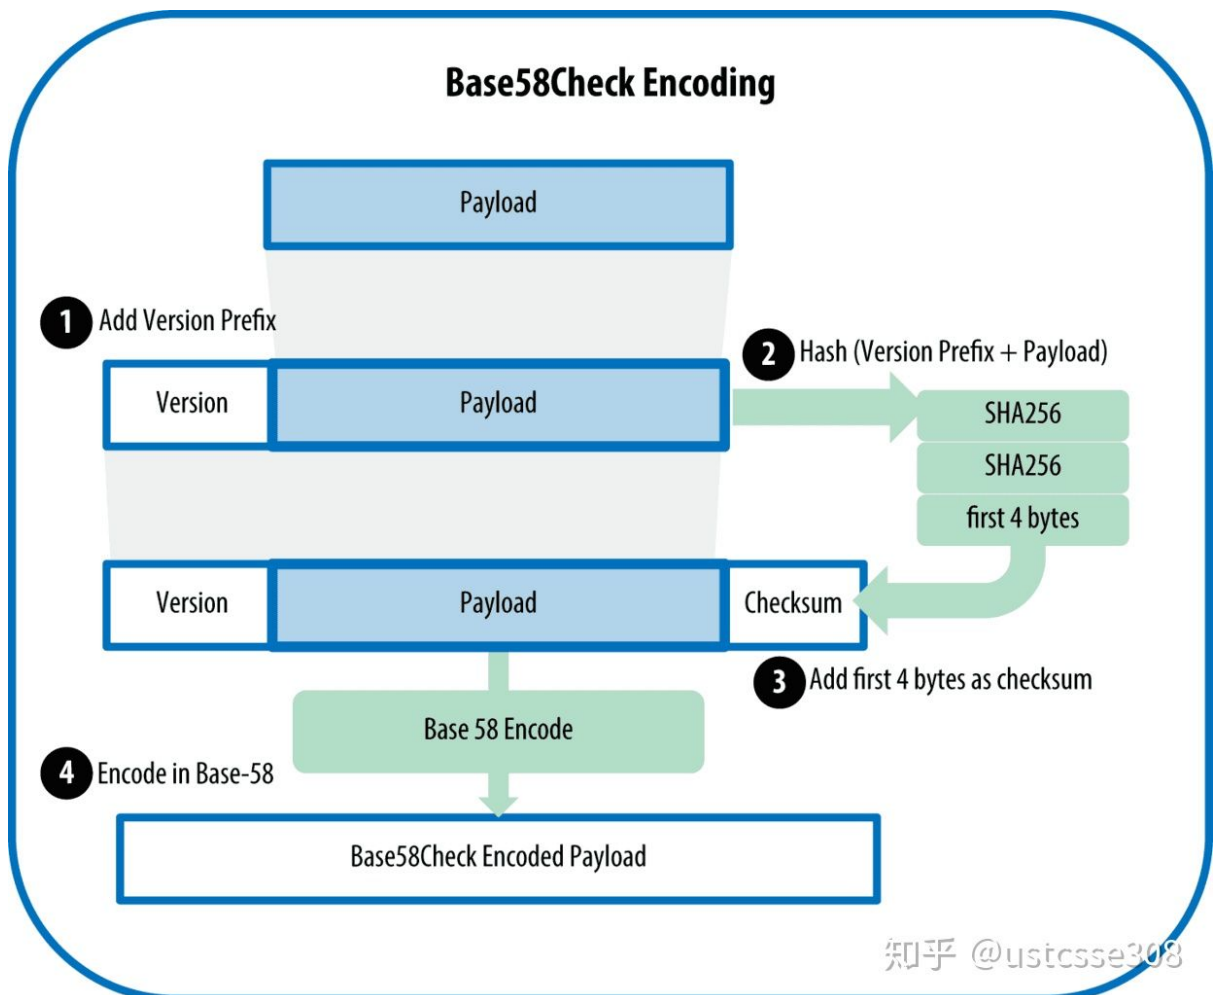 Base58Check Encoding
Payload
1 Add Version Prefix
2 Hash (Version Prefix + Payload)
Version Payload
SHA256
SHA256
first 4 bytes
Version Payload Checksum
3 Add first 4 bytes as checksum
Base 58 Encode
4 Encode in Base-58
Base58Check Encoded Payload
知乎 @ustcsse308